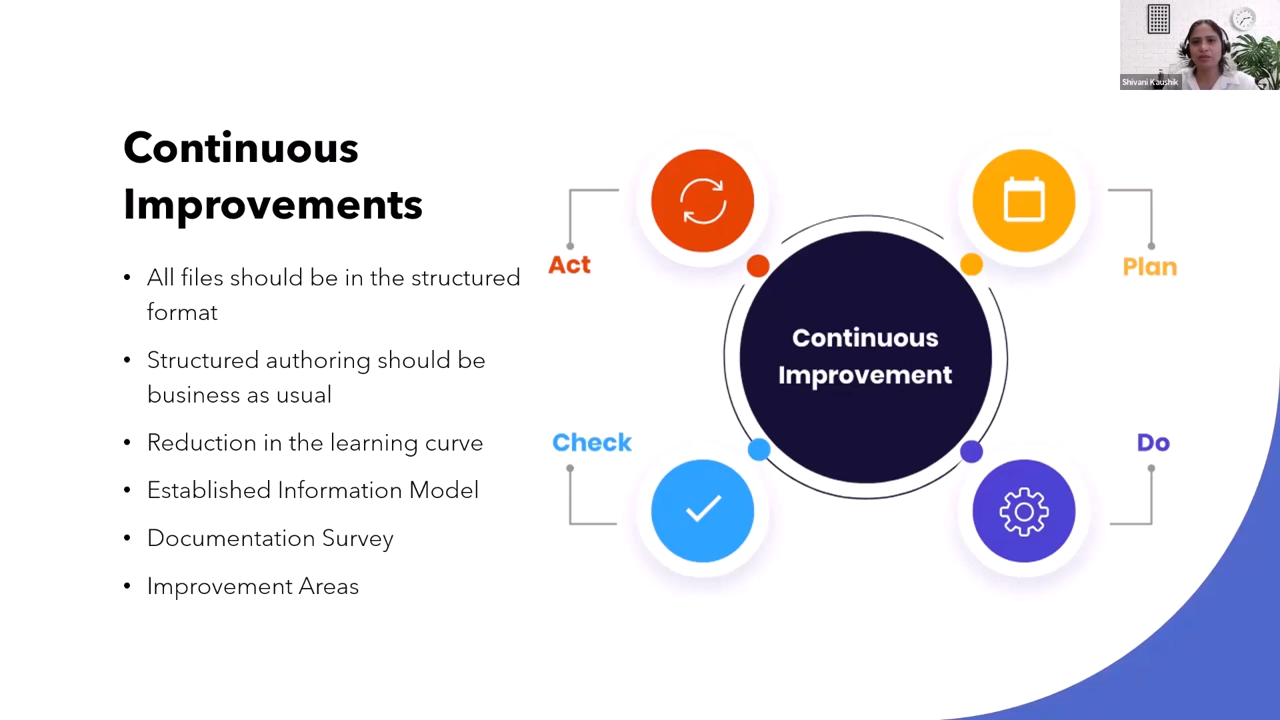 Shivani Kaushik
Continuous
Improvements
• All files should be in the structured
format
• Structured authoring should be
business as usual
• Reduction in the learning curve
• Established Information Model
• Documentation Survey
• Improvement Areas
Act
Plan
Continuous
Improvement
Check
Do